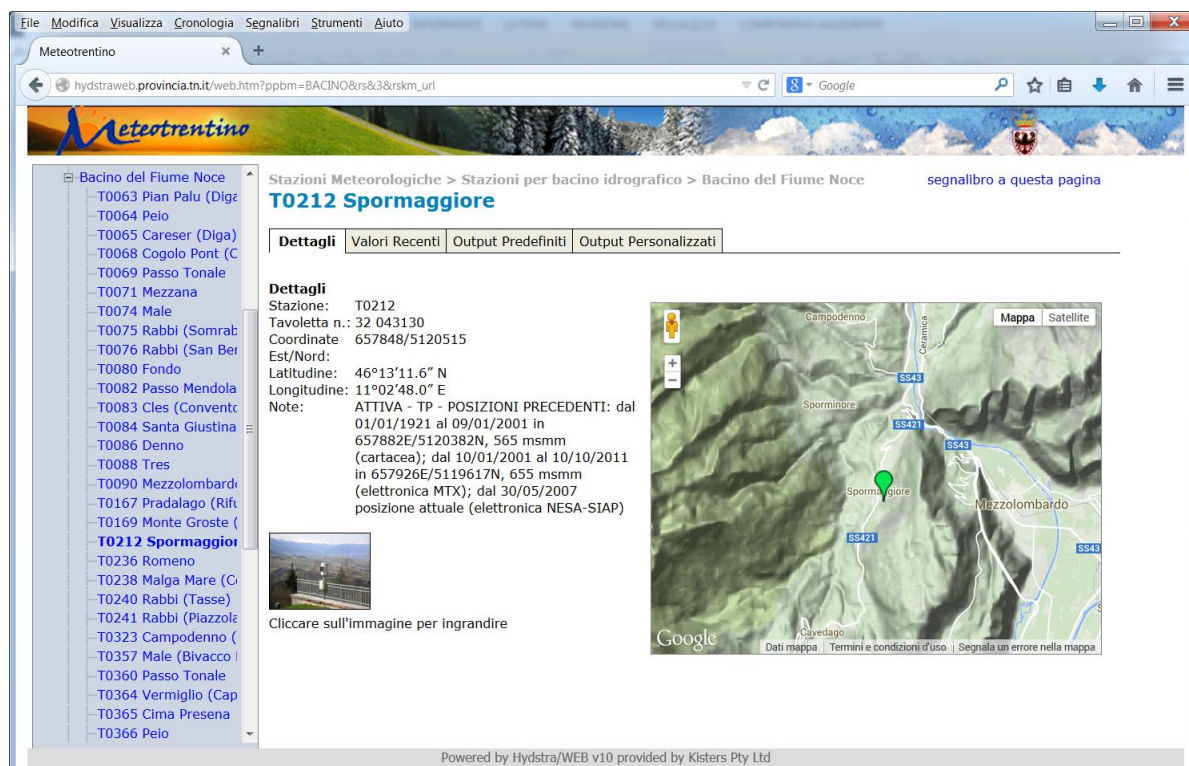 File Modifica Visualizza Cronologia Segnalibri Strumenti Aiuto
Meteotrentino × +
hydstraweb.provincia.tn.it/web.htm?ppbm=BACINO&rs&3&rskm_url
Google
Meteotrentino
Bacino del Fiume Noce
T0063 Pian Palu (Diga
T0064 Peio
T0065 Careser (Diga)
T0068 Cogolo Pont (C
T0069 Passo Tonale
T0071 Mezzana
T0074 Male
T0075 Rabbi (Somrab
T0076 Rabbi (San Ber
T0080 Fondo
T0082 Passo Mendola
T0083 Cles (Convento
T0084 Santa Giustina
T0086 Denno
T0088 Tres
T0090 Mezzolombardo
T0167 Pradalago (Rifu
T0169 Monte Groste (
T0212 Spormaggior
T0236 Romeno
T0238 Malga Mare (Ce
T0240 Rabbi (Tasse)
T0241 Rabbi (Piazzola
T0323 Campodenno (
T0357 Male (Bivacco
T0360 Passo Tonale
T0364 Vermiglio (Cap
T0365 Cima Presena
T0366 Peio
Stazioni Meteorologiche > Stazioni per bacino idrografico > Bacino del Fiume Noce
segnalibro a questa pagina
T0212 Spormaggiore
Dettagli Valori Recenti Output Predefiniti Output Personalizzati
Dettagli
Stazione: T0212
Tavoletta n.: 32 043130
Coordinate 657848/5120515
Est/Nord:
Latitudine: 46°13'11.6" N
Longitudine: 11°02'48.0" E
Note: ATTIVA - TP - POSIZIONI PRECEDENTI: dal
01/01/1921 al 09/01/2001 in
657882E/5120382N, 565 msmm
(cartacea); dal 10/01/2001 al 10/10/2011
in 657926E/5119617N, 655 msmm
(elettronica MTX); dal 30/05/2007
posizione attuale (elettronica NESA-SIAP)
Cliccare sull'immagine per ingrandire
Mappa Satellite
Campodenno
Ceramica
SS43
Sporminore
SS421
SS43
Spormaggiore
Mezzolombardo
SS421
SS43
Cavedago
Google
Dati mappa Termini e condizioni d'uso Segnala un errore nella mappa
Powered by Hydstra/WEB v10 provided by Kisters Pty Ltd